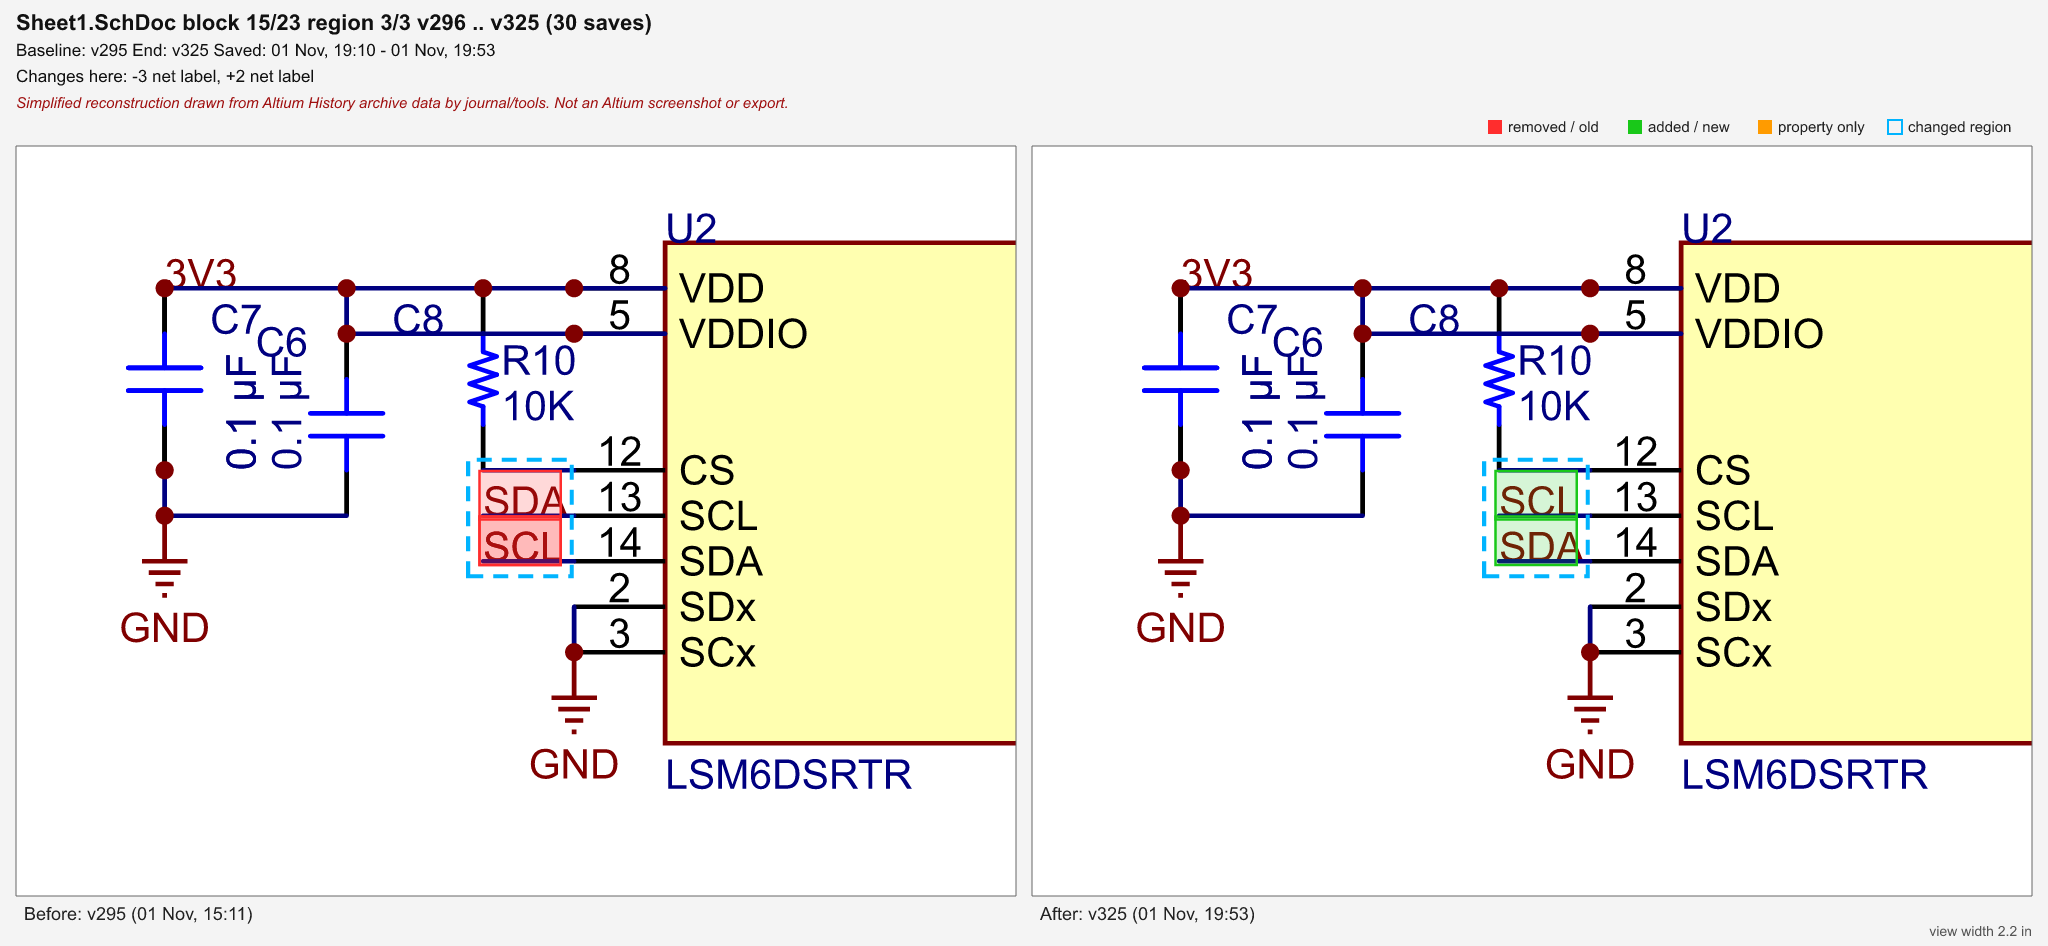 Sheet1.SchDoc block 15/23 region 3/3 v296 .. v325 (30 saves)
Baseline: v295 End: v325 Saved: 01 Nov, 19:10 - 01 Nov, 19:53
Changes here: -3 net label, +2 net label
Simplified reconstruction drawn from Altium History archive data by journal/tools. Not an Altium screenshot or export.
removed / old
added / new
property only
changed region
U2
3V3
8
VDD
C7
C8
5
VDDIO
C6
R10
0.1 µF
0.1 µF
10K
12
CS
SDA
13
SCL
SCL
14
SDA
2
SDx
GND
3
SCx
GND
LSM6DSRTR
U2
3V3
8
VDD
C7
C8
5
VDDIO
C6
R10
0.1 µF
0.1 µF
10K
12
CS
SCL
13
SCL
SDA
14
SDA
2
SDx
GND
3
SCx
GND
LSM6DSRTR
Before: v295 (01 Nov, 15:11)
After: v325 (01 Nov, 19:53)
view width 2.2 in